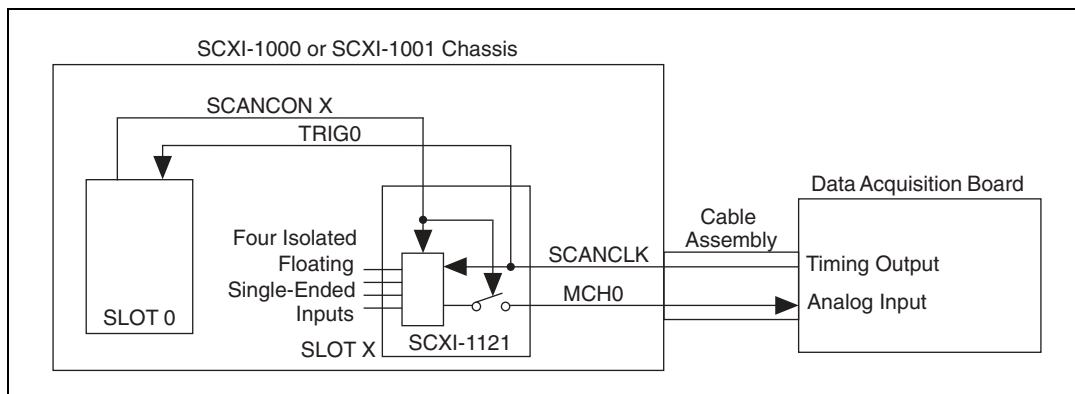 SCXI-1000 or SCXI-1001 Chassis
SCANCON X
TRIG0
Data Acquisition Board
Cable
Assembly
Four Isolated
Floating
Single-Ended
Inputs
SCANCLK
Timing Output
MCH0
Analog Input
SLOT 0
SLOT X
SCXI-1121